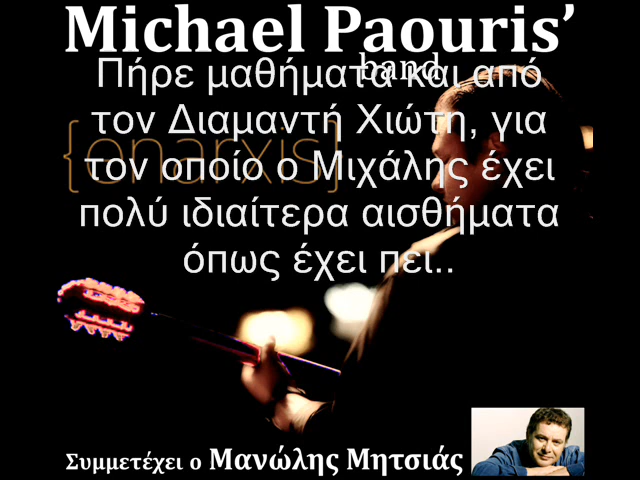 Michael Paouris’
band
Πήρε μαθήματα και από
τον Διαμαντή Χιώτη, για
{enarxis}
τον οποίο ο Μιχάλης έχει
πολύ ιδιαίτερα αισθήματα
όπως έχει πει..
Συμμετέχει ο Μανώλης Μητσιάς